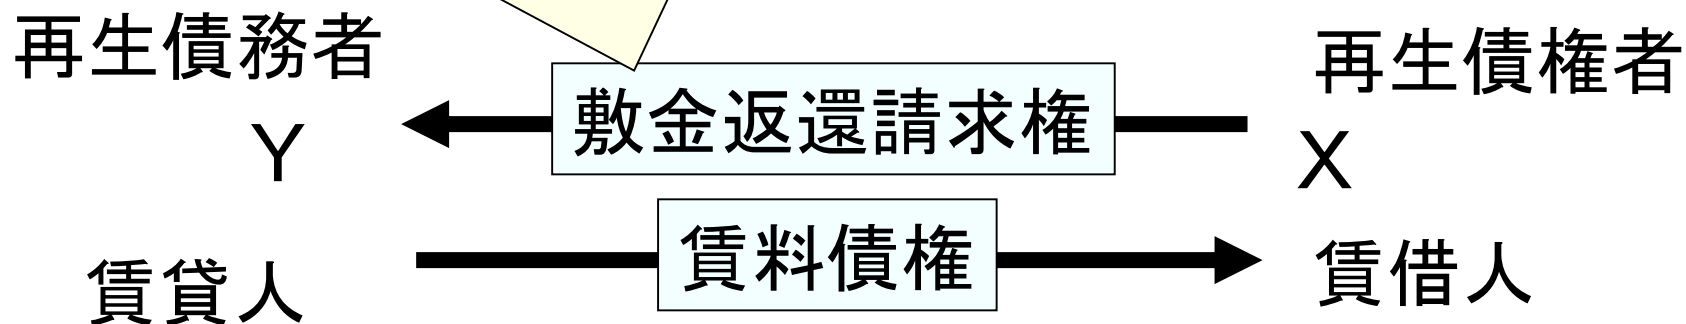 再生債務者
敷金返還請求権
再生債権者
Y
X
賃料債権
賃貸人
賃借人